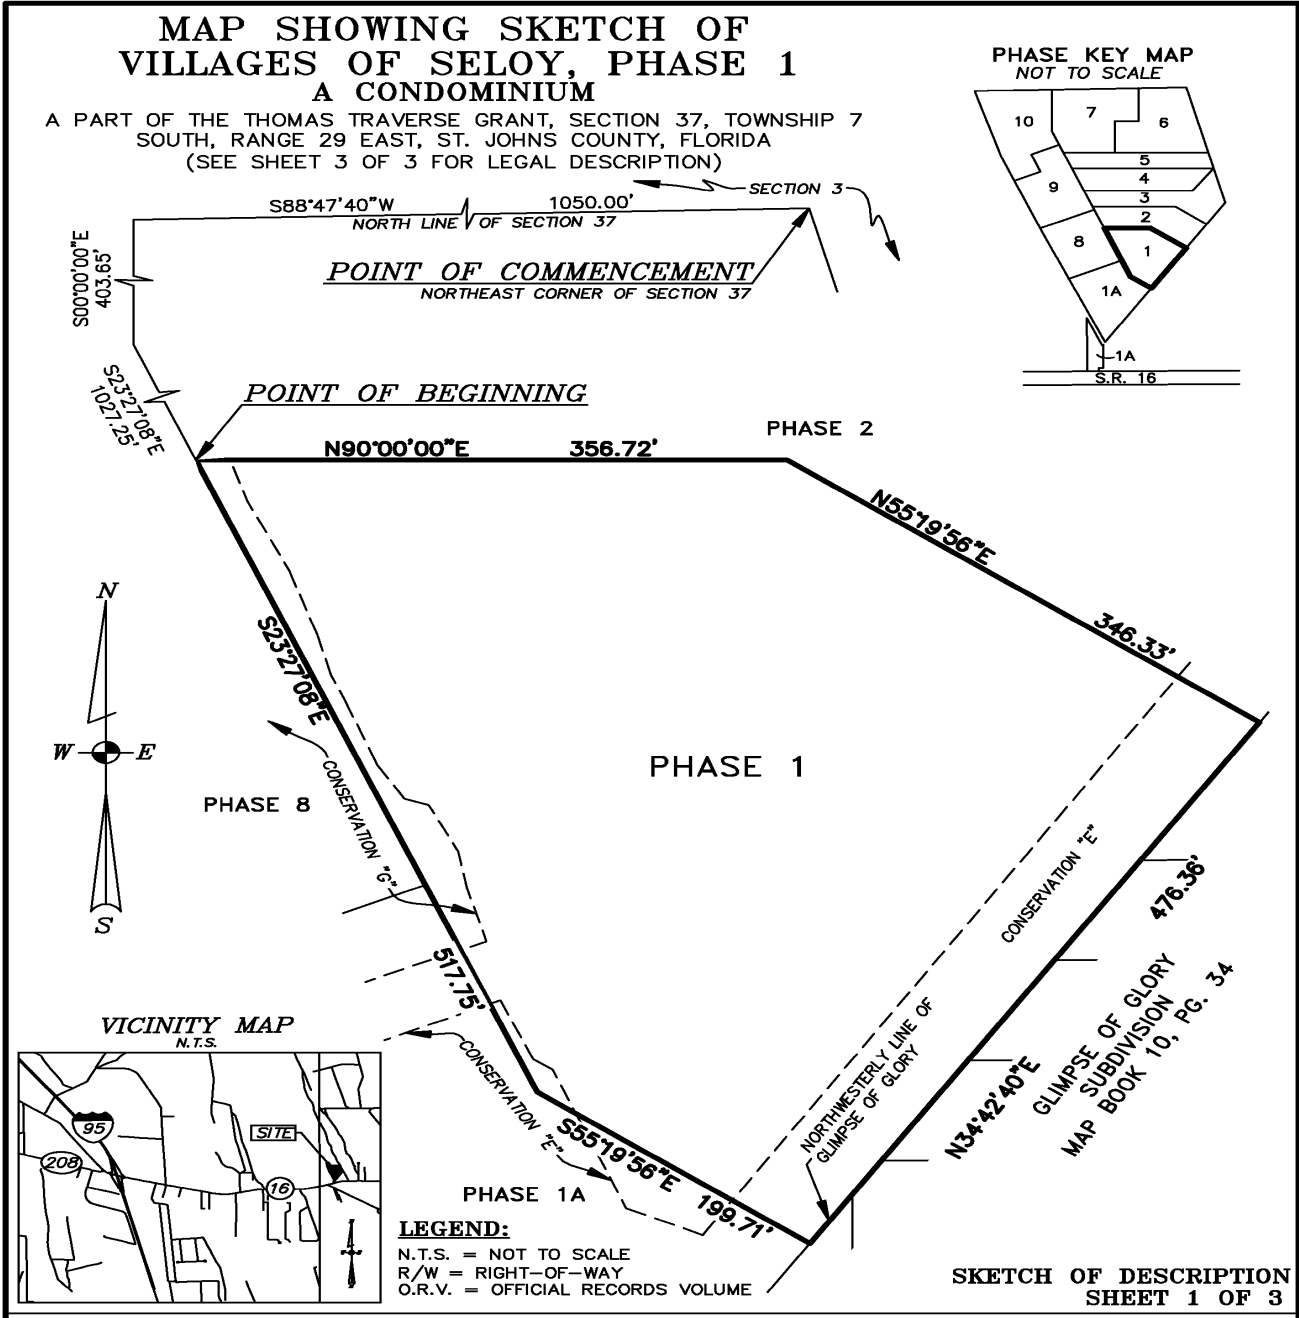 MAP SHOWING SKETCH OF
VILLAGES OF SELOY, PHASE 1
A CONDOMINIUM
A PART OF THE THOMAS TRAVERSE GRANT, SECTION 37, TOWNSHIP 7
SOUTH, RANGE 29 EAST, ST. JOHNS COUNTY, FLORIDA
(SEE SHEET 3 OF 3 FOR LEGAL DESCRIPTION)
PHASE KEY MAP
NOT TO SCALE
10
7
6
5
4
9
3
2
8
1
1A
1A
S.R. 16
SECTION 3
S88°47'40"W 1050.00'
NORTH LINE OF SECTION 37
S00°00'00"E
403.65'
POINT OF COMMENCEMENT
NORTHEAST CORNER OF SECTION 37
S23°27'08"E
1027.25'
POINT OF BEGINNING
PHASE 2
N90°00'00"E 356.72'
N55°19'56"E
346.33'
N
W E
S
S23°27'08"E
517.75'
PHASE 1
PHASE 8
CONSERVATION "G"
CONSERVATION "E"
476.36'
N34°42'40"E
GLIMPSE OF GLORY
SUBDIVISION
MAP BOOK 10, PG. 34
NORTHWESTERLY LINE OF
GLIMPSE OF GLORY
CONSERVATION "E"
S55°19'56"E
199.71'
PHASE 1A
VICINITY MAP
N.T.S.
95
SITE
208
16
LEGEND:
N.T.S. = NOT TO SCALE
R/W = RIGHT-OF-WAY
O.R.V. = OFFICIAL RECORDS VOLUME
SKETCH OF DESCRIPTION
SHEET 1 OF 3